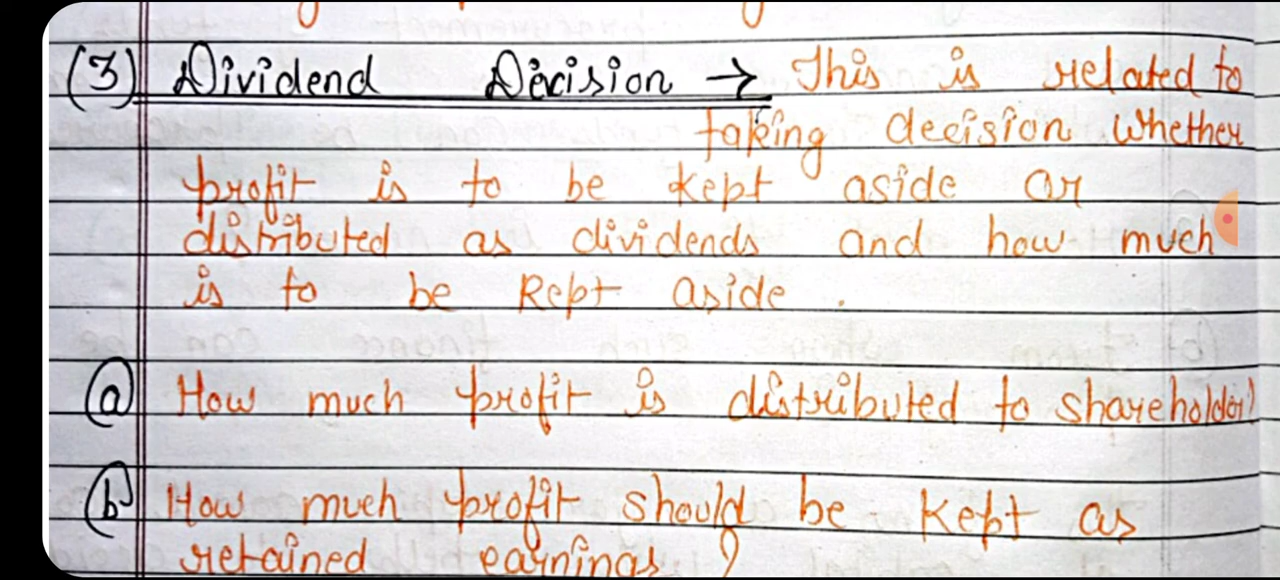 (3) Dividend Decision → This is related to
taking decision whether
profit is to be kept aside or
distributed as dividends and how much
is to be kept aside .
(a) How much profit is distributed to shareholder?
(b) How much profit should be kept as
retained earnings ?